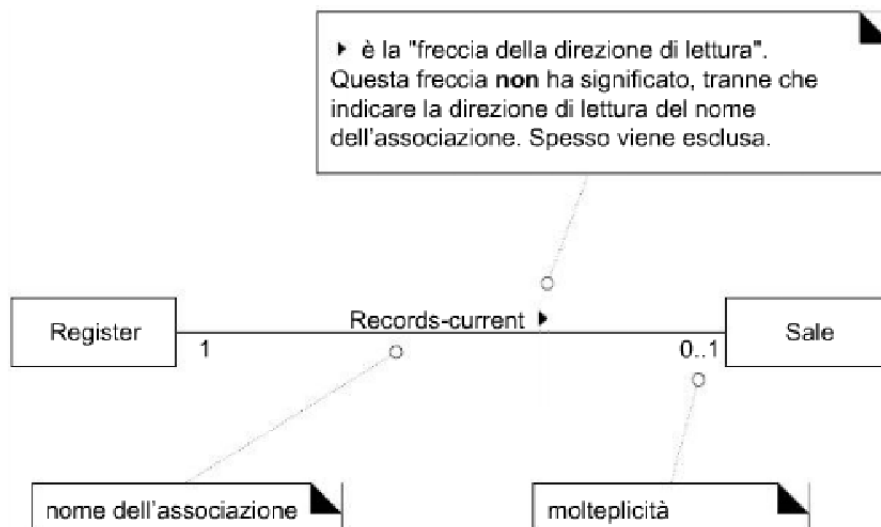 ▸ è la "freccia della direzione di lettura".
Questa freccia non ha significato, tranne che
indicare la direzione di lettura del nome
dell'associazione. Spesso viene esclusa.
Register
Records-current ▸
Sale
1
0..1
nome dell'associazione
molteplicità